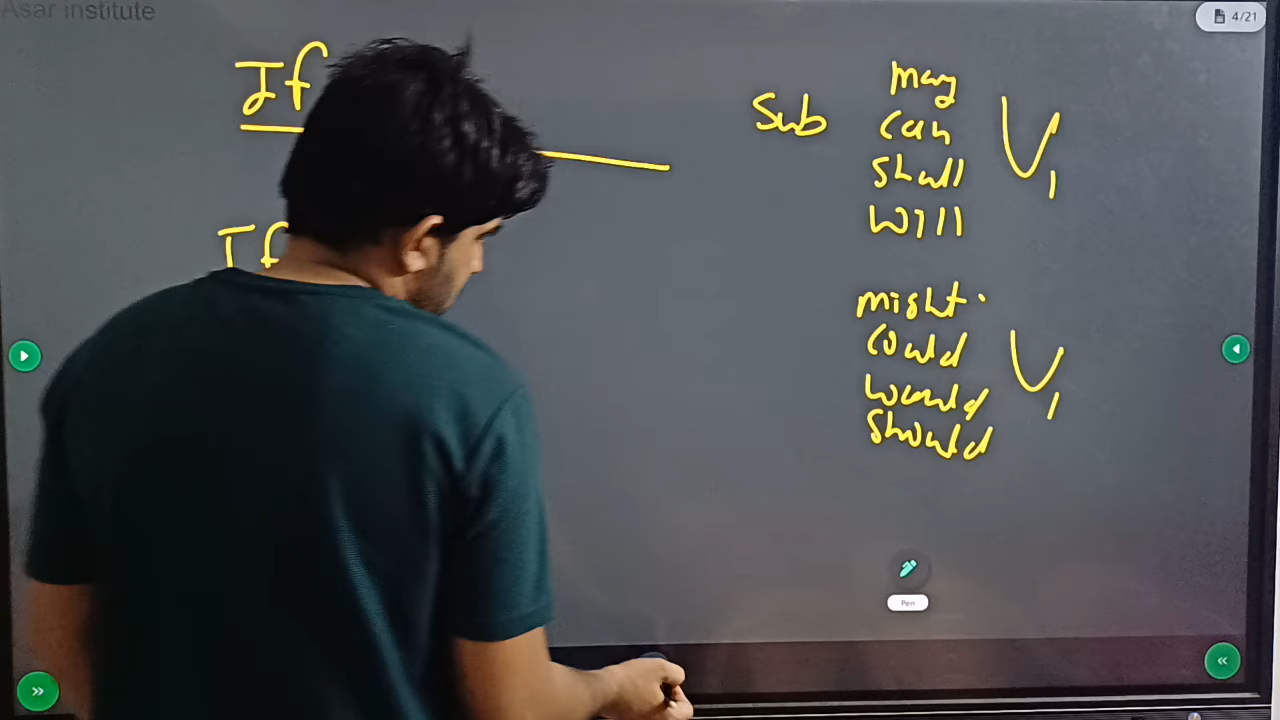 Asar institute
4/21
If
Sub may V1
can
shall
will
If
might
could V1
would
should
Pen